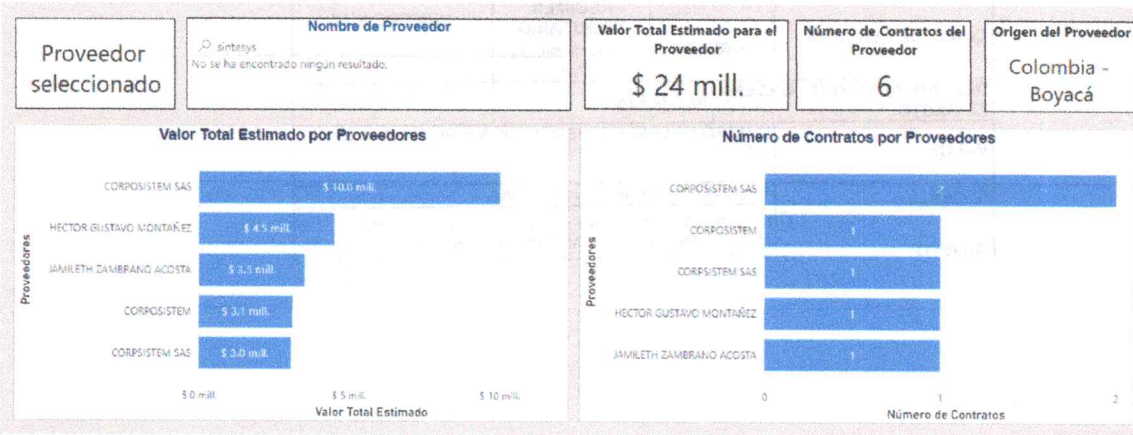 Proveedor
seleccionado
Nombre de Proveedor
sintesys
No se ha encontrado ningún resultado.
Valor Total Estimado para el
Proveedor
$ 24 mill.
Número de Contratos del
Proveedor
6
Origen del Proveedor
Colombia -
Boyacá
Valor Total Estimado por Proveedores
Proveedores
CORPOSISTEM SAS
$ 10.0 mill.
HECTOR GUSTAVO MONTAÑEZ
$ 4.5 mill.
JAMILETH ZAMBRANO ACOSTA
$ 3.5 mill.
CORPOSISTEM
$ 3.1 mill.
CORPSISTEM SAS
$ 3.0 mill.
$ 0 mill.
$ 5 mill.
$ 10 mill.
Valor Total Estimado
Número de Contratos por Proveedores
Proveedores
CORPOSISTEM SAS
2
CORPOSISTEM
1
CORPSISTEM SAS
1
HECTOR GUSTAVO MONTAÑEZ
1
JAMILETH ZAMBRANO ACOSTA
1
0
1
2
Número de Contratos